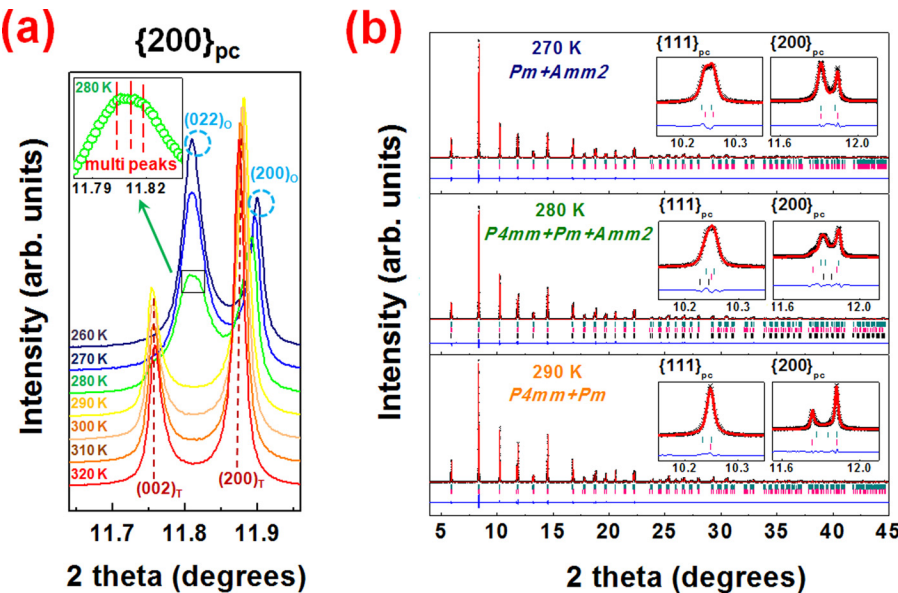 (a)
{200}pc
280 K
multi peaks
11.79 11.82
(022)O
(200)O
260 K
270 K
280 K
290 K
300 K
310 K
320 K
(002)T
(200)T
Intensity (arb. units)
11.7 11.8 11.9
2 theta (degrees)
(b)
270 K
Pm+Amm2
{111}pc
{200}pc
10.2 10.35
11.6 12.0
280 K
P4mm+Pm+Amm2
{111}pc
{200}pc
10.20 10.35
11.6 12.0
290 K
P4mm+Pm
{111}pc
{200}pc
10.2 10.35
11.6 12.0
Intensity (arb. units)
5 10 15 20 25 30 35 40 45
2 theta (degrees)